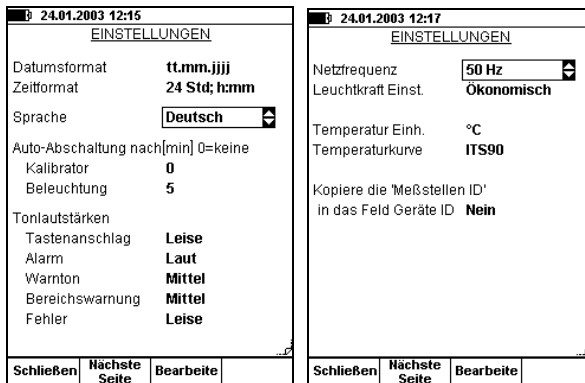 24.01.2003 12:15
EINSTELLUNGEN
Datumsformat tt.mm.jjjj
Zeitformat 24 Std; h:mm
Sprache Deutsch
Auto-Abschaltung nach[min] 0=keine
Kalibrator 0
Beleuchtung 5
Tonlautstärken
Tastenanschlag Leise
Alarm Laut
Warnton Mittel
Bereichswarnung Mittel
Fehler Leise
Schließen Nächste Seite Bearbeite
24.01.2003 12:17
EINSTELLUNGEN
Netzfrequenz 50 Hz
Leuchtkraft Einst. Ökonomisch
Temperatur Einh. °C
Temperaturkurve ITS90
Kopiere die 'Meßstellen ID'
in das Feld Geräte ID Nein
Schließen Nächste Seite Bearbeite